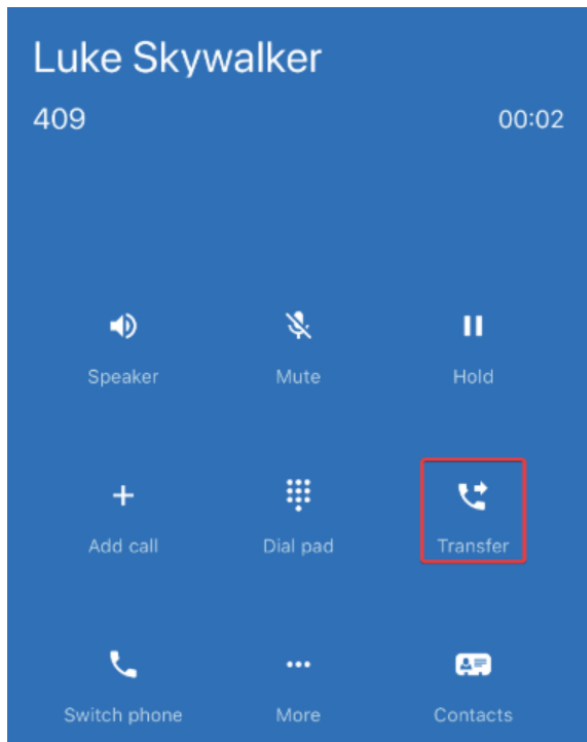 Luke Skywalker
409 00:02
Speaker Mute Hold
Add call Dial pad Transfer
Switch phone More Contacts